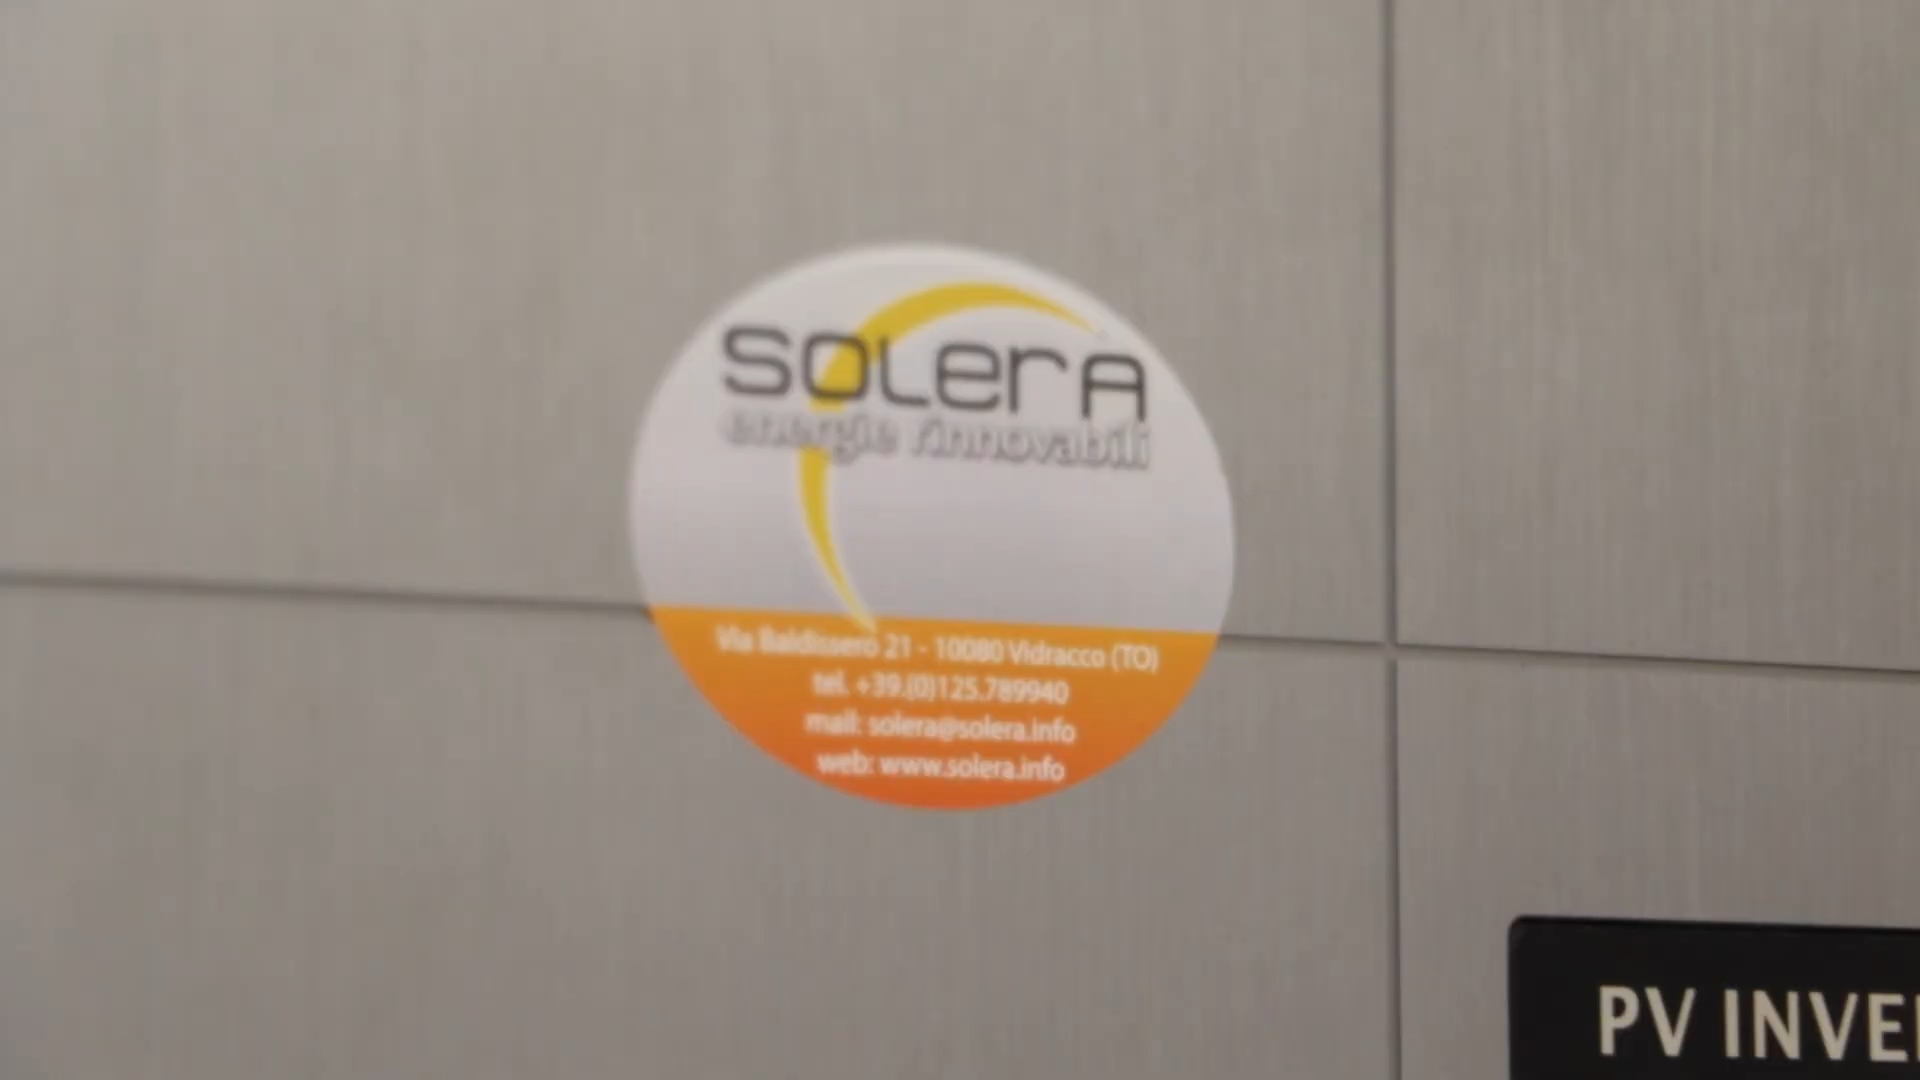 SOLerA
energie rinnovabili
Via Baldissero 21 - 10080 Vidracco (TO)
tel. +39.(0)125.789940
mail: solera@solera.info
web: www.solera.info
PV INVE